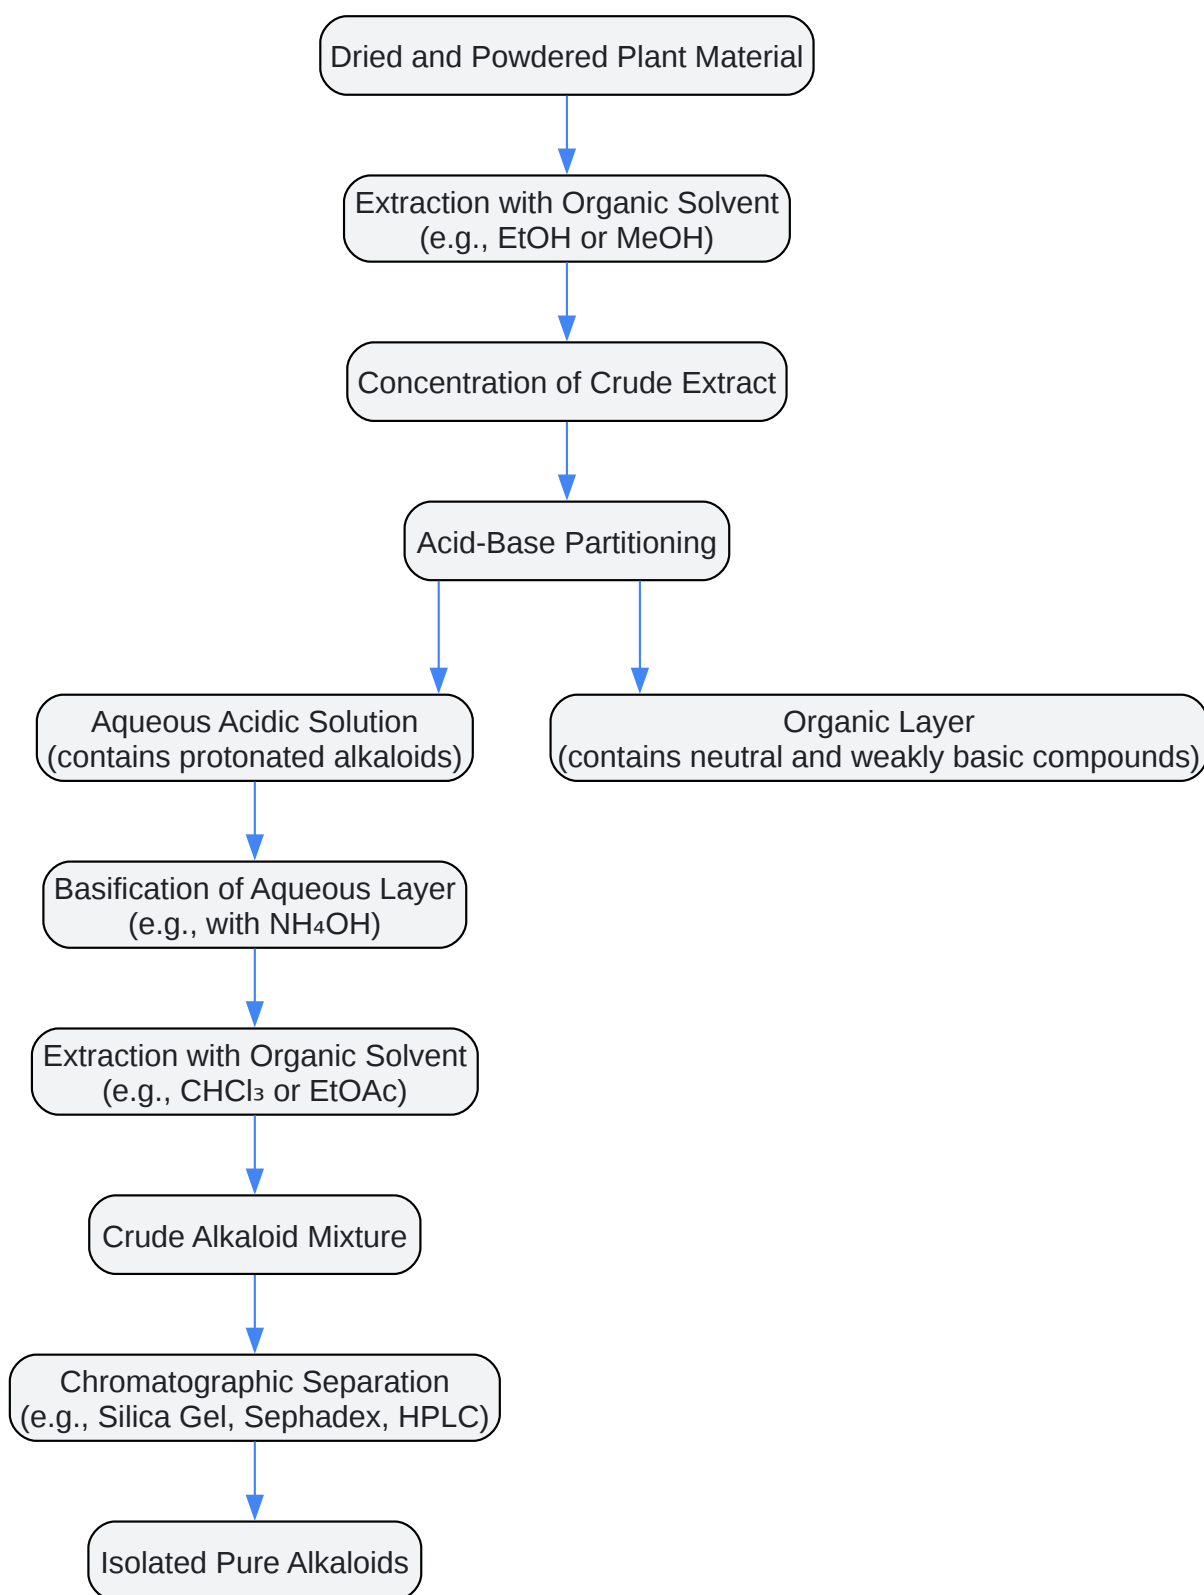 Dried and Powdered Plant Material
Extraction with Organic Solvent
(e.g., EtOH or MeOH)
Concentration of Crude Extract
Acid-Base Partitioning
Aqueous Acidic Solution
(contains protonated alkaloids)
Organic Layer
(contains neutral and weakly basic compounds)
Basification of Aqueous Layer
(e.g., with NH₄OH)
Extraction with Organic Solvent
(e.g., CHCl₃ or EtOAc)
Crude Alkaloid Mixture
Chromatographic Separation
(e.g., Silica Gel, Sephadex, HPLC)
Isolated Pure Alkaloids